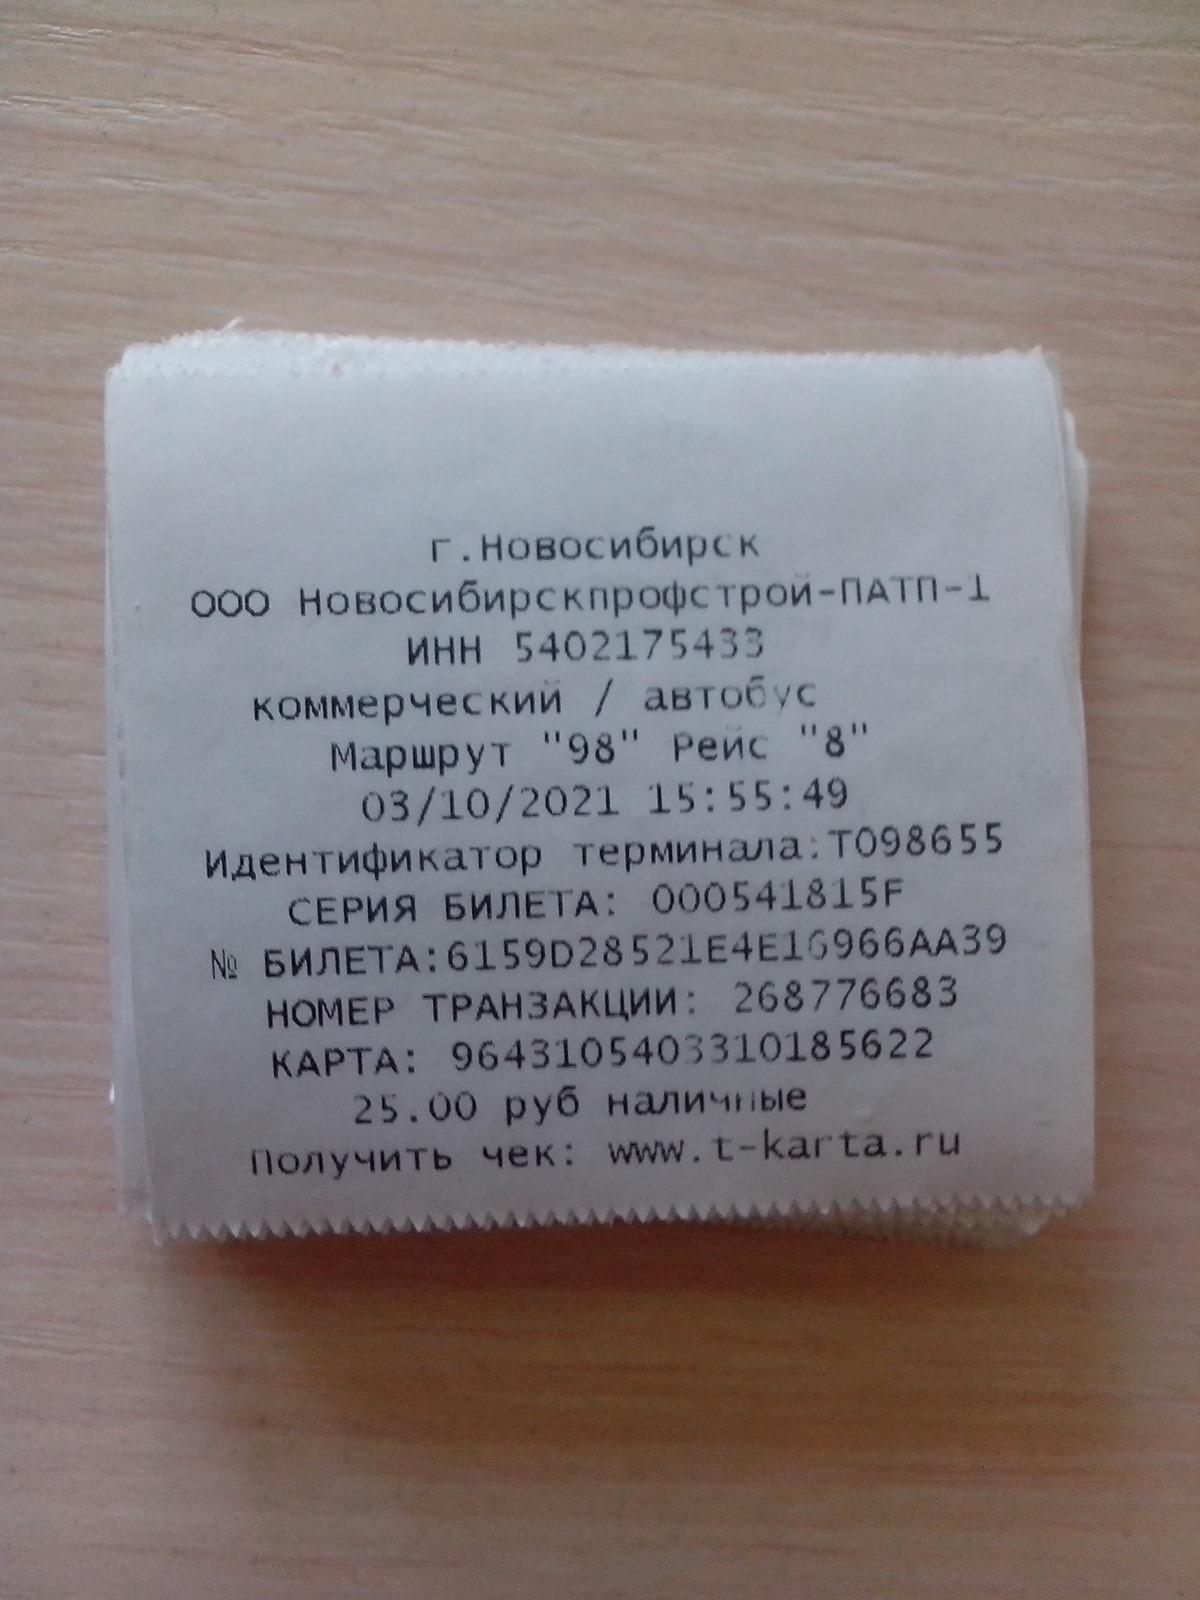 г.Новосибирск
ООО Новосибирскпрофстрой-ПАТП-1
ИНН 5402175433
коммерческий / автобус
Маршрут "98" Рейс "8"
03/10/2021 15:55:49
Идентификатор терминала:T098655
СЕРИЯ БИЛЕТА: 000541815F
№ БИЛЕТА:6159D28521E4E16966AA39
НОМЕР ТРАНЗАКЦИИ: 268776683
КАРТА: 9643105403310185622
25.00 руб наличные
Получить чек: www.t-karta.ru